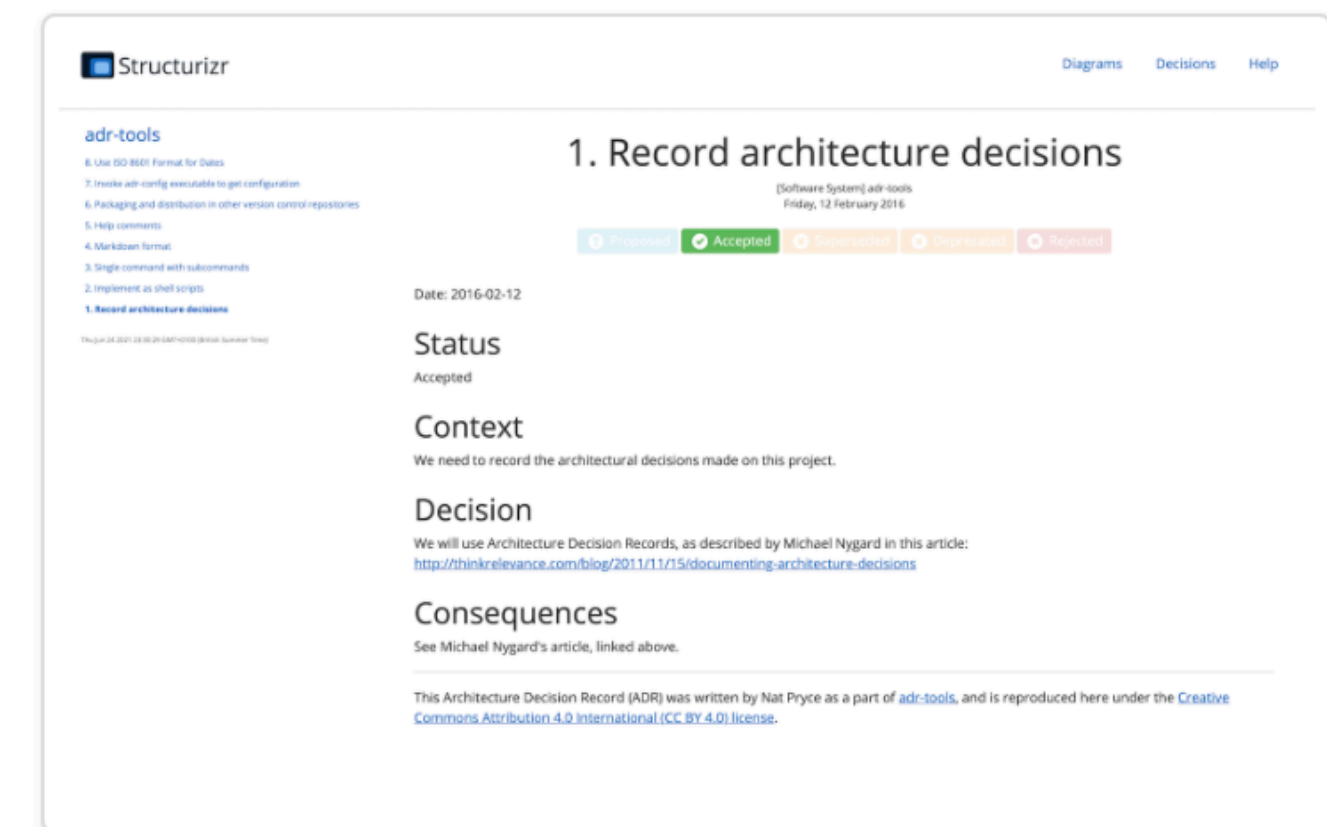 Structurizr
Diagrams Decisions Help
adr-tools
8. Use ISO 8601 Format for Dates
7. Invoke adr-config executable to get configuration
6. Packaging and distribution in other version control repositories
5. Help comments
4. Markdown format
3. Single command with subcommands
2. Implement as shell scripts
1. Record architecture decisions
1. Record architecture decisions
[Software System] adr-tools
Friday, 12 February 2016
Proposed Accepted Superseded Deprecated Rejected
Date: 2016-02-12
Status
Accepted
Context
We need to record the architectural decisions made on this project.
Decision
We will use Architecture Decision Records, as described by Michael Nygard in this article:
http://thinkrelevance.com/blog/2011/11/15/documenting-architecture-decisions
Consequences
See Michael Nygard's article, linked above.
This Architecture Decision Record (ADR) was written by Nat Pryce as a part of adr-tools, and is reproduced here under the Creative
Commons Attribution 4.0 International (CC BY 4.0) license.